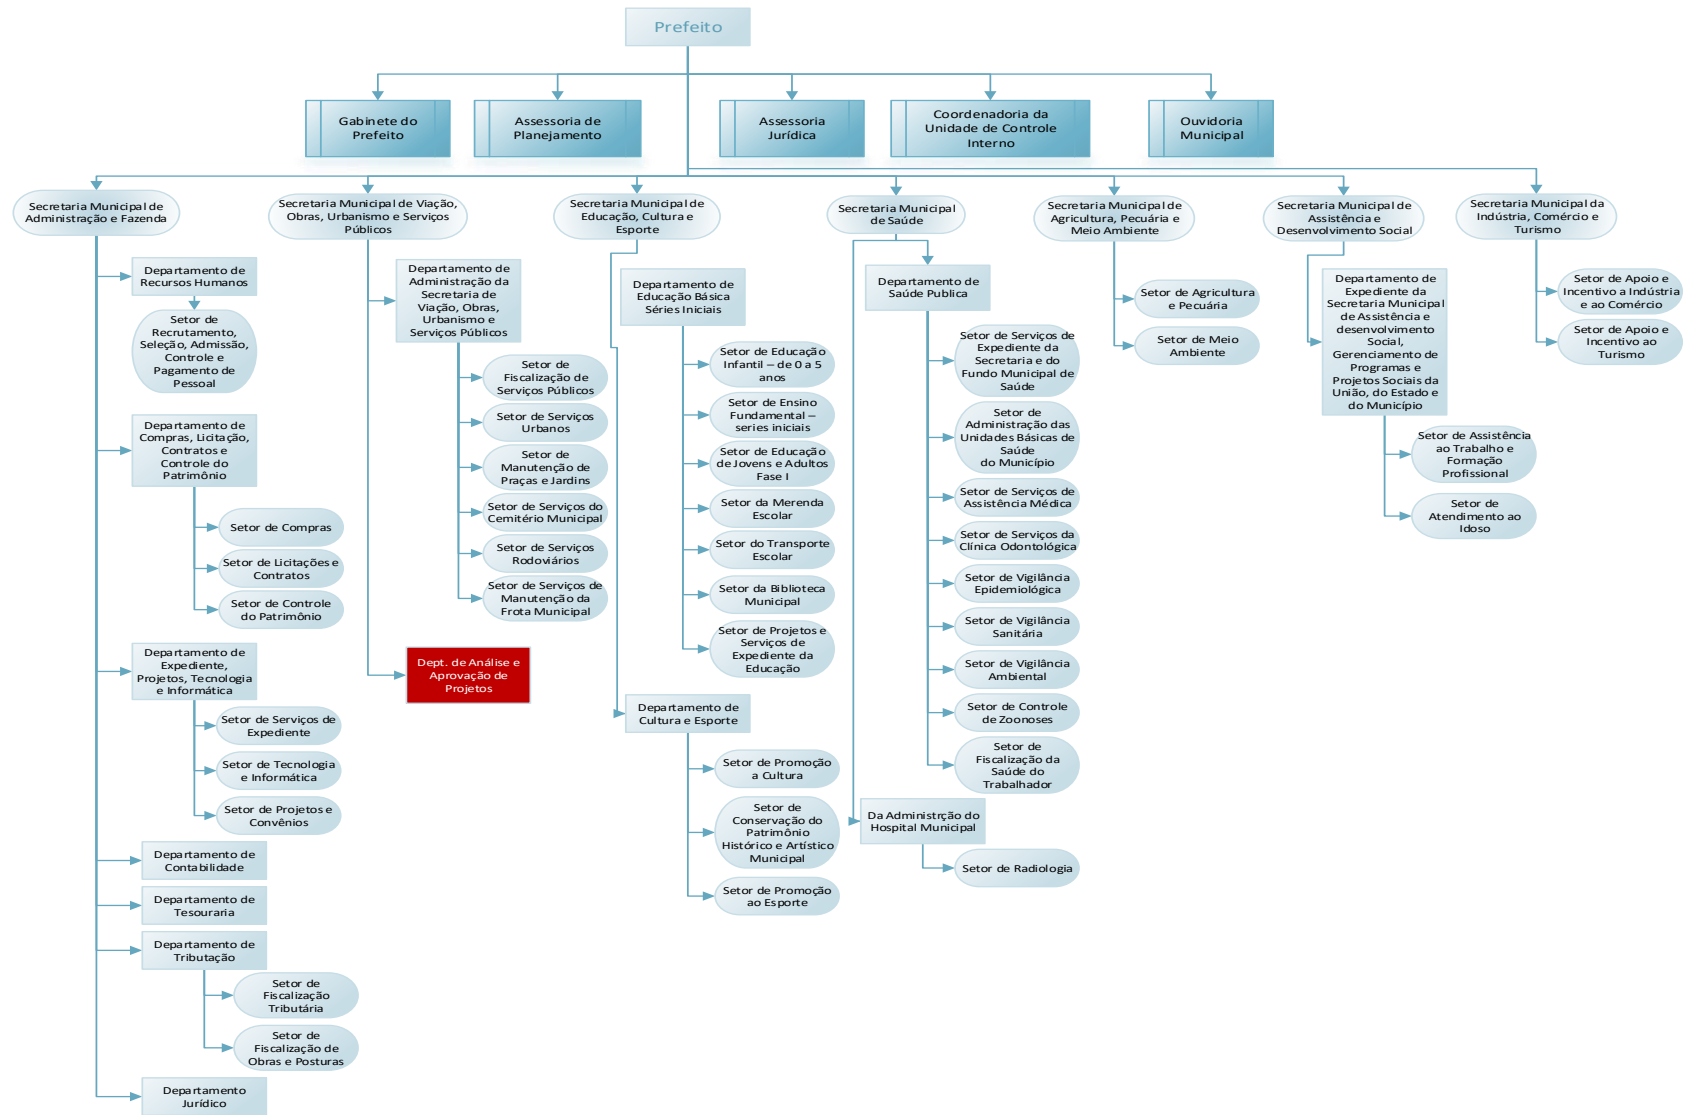 Prefeito
Gabinete do
Prefeito
Assessoria de
Planejamento
Assessoria
Jurídica
Coordenadoria da
Unidade de Controle
Interno
Ouvidoria
Municipal
Secretaria Municipal de
Administração e Fazenda
Secretaria Municipal de Viação,
Obras, Urbanismo e Serviços
Públicos
Secretaria Municipal de
Educação, Cultura e
Esporte
Secretaria Municipal
de Saúde
Secretaria Municipal de
Agricultura, Pecuária e
Meio Ambiente
Secretaria Municipal de
Assistência e
Desenvolvimento Social
Secretaria Municipal da
Indústria, Comércio e
Turismo
Departamento de
Recursos Humanos
Setor de
Recrutamento,
Seleção, Admissão,
Controle e
Pagamento de
Pessoal
Departamento de
Compras, Licitação,
Contratos e
Controle do
Patrimônio
Setor de Compras
Setor de Licitações e
Contratos
Setor de Controle
do Patrimônio
Departamento de
Expediente,
Projetos, Tecnologia
e Informática
Setor de Serviços de
Expediente
Setor de Tecnologia
e Informática
Setor de Projetos e
Convênios
Departamento de
Contabilidade
Departamento de
Tesouraria
Departamento de
Tributação
Setor de
Fiscalização
Tributária
Setor de
Fiscalização de
Obras e Posturas
Departamento
Jurídico
Departamento de
Administração da
Secretaria de
Viação, Obras,
Urbanismo e
Serviços Públicos
Setor de
Fiscalização de
Serviços Públicos
Setor de Serviços
Urbanos
Setor de
Manutenção de
Praças e Jardins
Setor de Serviços do
Cemitério Municipal
Setor de Serviços
Rodoviários
Setor de Serviços de
Manutenção da
Frota Municipal
Dept. de Análise e
Aprovação de
Projetos
Departamento de
Educação Básica
Séries Iniciais
Setor de Educação
Infantil – de 0 a 5
anos
Setor de Ensino
Fundamental –
series iniciais
Setor de Educação
de Jovens e Adultos
Fase I
Setor da Merenda
Escolar
Setor do Transporte
Escolar
Setor da Biblioteca
Municipal
Setor de Projetos e
Serviços de
Expediente da
Educação
Departamento de
Cultura e Esporte
Setor de Promoção
a Cultura
Setor de
Conservação do
Patrimônio
Histórico e Artístico
Municipal
Setor de Promoção
ao Esporte
Departamento de
Saúde Publica
Setor de Serviços de
Expediente da
Secretaria e do
Fundo Municipal de
Saúde
Setor de
Administração das
Unidades Básicas de
Saúde
do Município
Setor de Serviços de
Assistência Médica
Setor de Serviços da
Clínica Odontológica
Setor de Vigilância
Epidemiológica
Setor de Vigilância
Sanitária
Setor de Vigilância
Ambiental
Setor de Controle
de Zoonoses
Setor de
Fiscalização da
Saúde do
Trabalhador
Da Administrção do
Hospital Municipal
Setor de Radiologia
Setor de Agricultura
e Pecuária
Setor de Meio
Ambiente
Departamento de
Expediente da
Secretaria Municipal
de Assistência e
desenvolvimento
Social,
Gerenciamento de
Programas e
Projetos Sociais da
União, do Estado e
do Município
Setor de Assistência
ao Trabalho e
Formação
Profissional
Setor de
Atendimento ao
Idoso
Setor de Apoio e
Incentivo a Indústria
e ao Comércio
Setor de Apoio e
Incentivo ao
Turismo